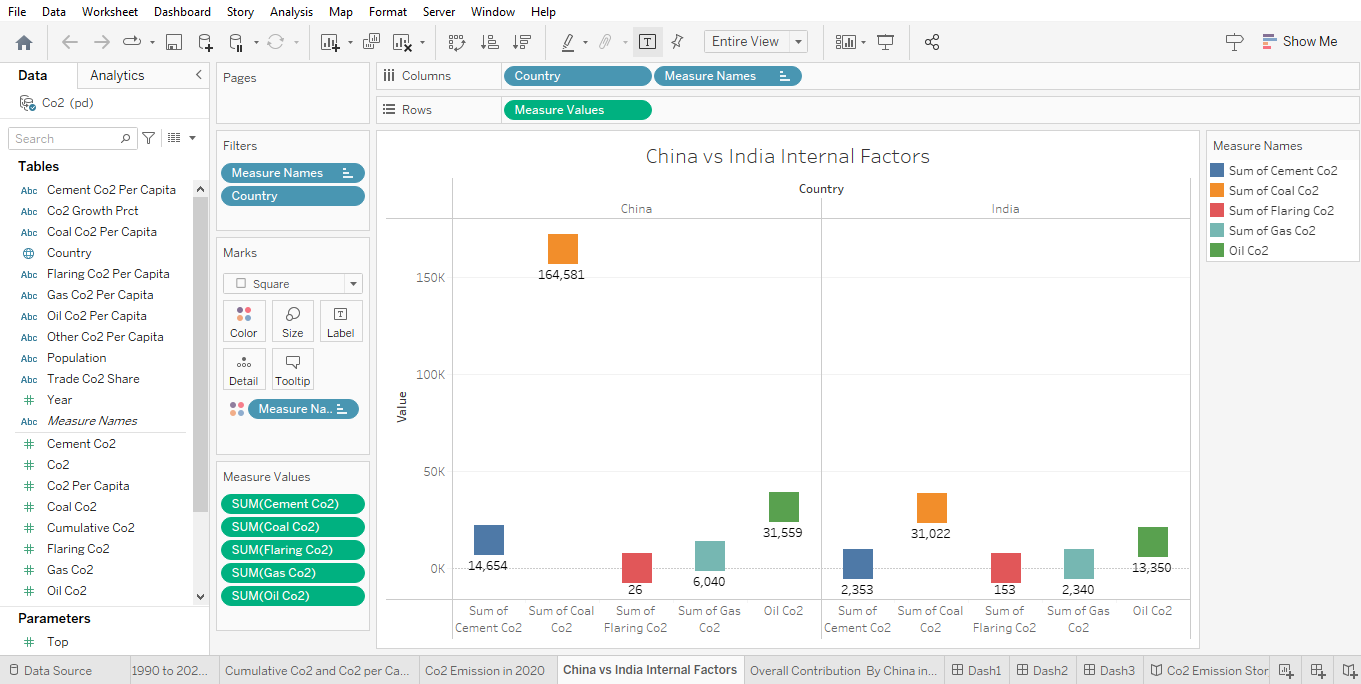 File Data Worksheet Dashboard Story Analysis Map Format Server Window Help
Entire View
Show Me
Data Analytics
Co2 (pd)
Search
Tables
Abc Cement Co2 Per Capita
Abc Co2 Growth Prct
Abc Coal Co2 Per Capita
Country
Abc Flaring Co2 Per Capita
Abc Gas Co2 Per Capita
Abc Oil Co2 Per Capita
Abc Other Co2 Per Capita
Abc Population
Abc Trade Co2 Share
# Year
Abc Measure Names
# Cement Co2
# Co2
# Co2 Per Capita
# Coal Co2
# Cumulative Co2
# Flaring Co2
# Gas Co2
# Oil Co2
Parameters
# Top
Pages
Filters
Measure Names
Country
Marks
Square
Color Size Label
Detail Tooltip
Measure Na..
Measure Values
SUM(Cement Co2)
SUM(Coal Co2)
SUM(Flaring Co2)
SUM(Gas Co2)
SUM(Oil Co2)
Columns Country Measure Names
Rows Measure Values
China vs India Internal Factors
Country
China India
150K
100K
50K
0K
Value
164,581
14,654
26
6,040
31,559
2,353
31,022
153
2,340
13,350
Sum of Cement Co2
Sum of Coal Co2
Sum of Flaring Co2
Sum of Gas Co2
Oil Co2
Sum of Cement Co2
Sum of Coal Co2
Sum of Flaring Co2
Sum of Gas Co2
Oil Co2
Measure Names
Sum of Cement Co2
Sum of Coal Co2
Sum of Flaring Co2
Sum of Gas Co2
Oil Co2
Data Source 1990 to 202... Cumulative Co2 and Co2 per Ca... Co2 Emission in 2020 China vs India Internal Factors Overall Contribution By China in... Dash1 Dash2 Dash3 Co2 Emission Stor